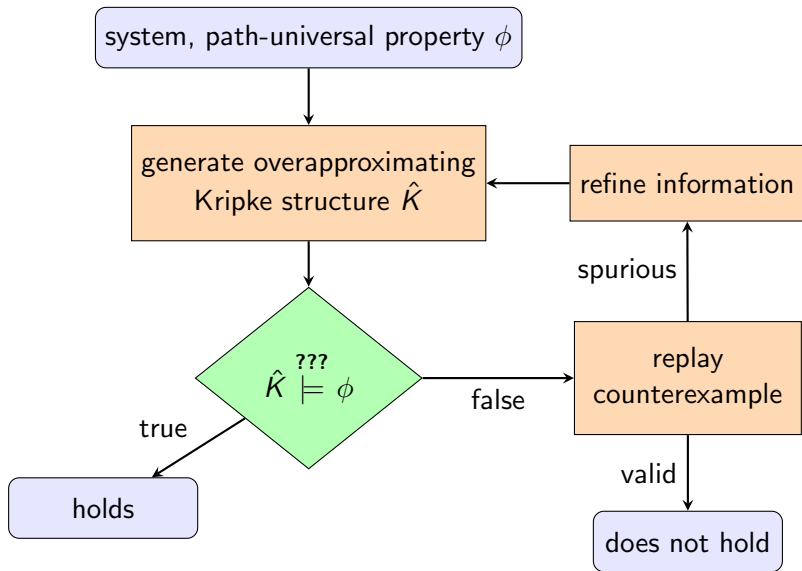 system, path-universal property ϕ
generate overapproximating
Kripke structure K̂
refine information
spurious
???
K̂ ⊨ ϕ
false
replay
counterexample
true
valid
holds
does not hold